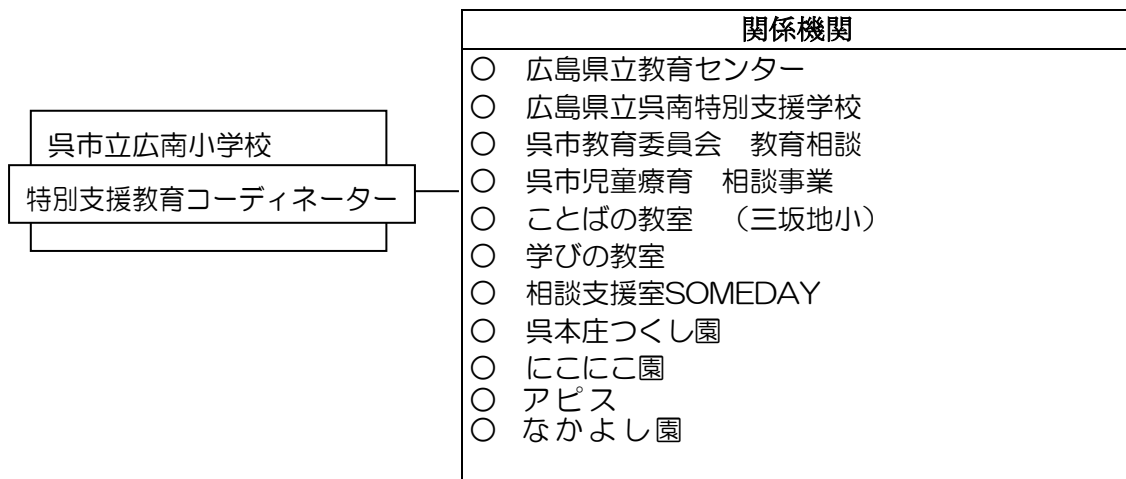 呉市立広南小学校
特別支援教育コーディネーター
関係機関
○　広島県立教育センター
○　広島県立呉南特別支援学校
○　呉市教育委員会　教育相談
○　呉市児童療育　相談事業
○　ことばの教室　（三坂地小）
○　学びの教室
○　相談支援室SOMEDAY
○　呉本庄つくし園
○　にこにこ園
○　アピス
○　なかよし園